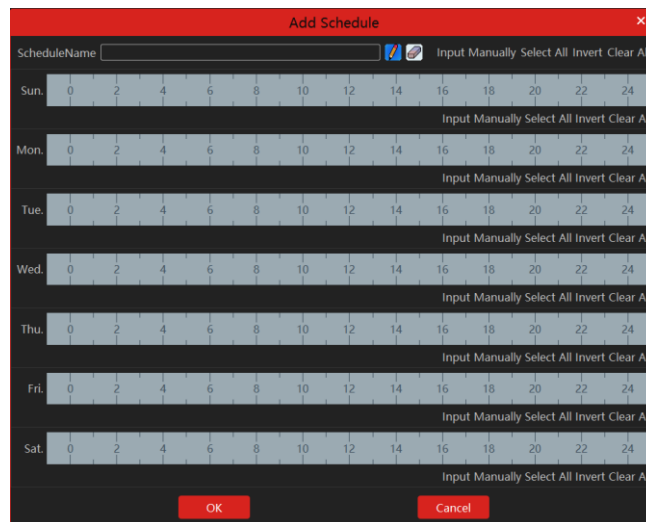 Add Schedule
ScheduleName Input Manually Select All Invert Clear Al
Sun. 0 2 4 6 8 10 12 14 16 18 20 22 24
Input Manually Select All Invert Clear A
Mon. 0 2 4 6 8 10 12 14 16 18 20 22 24
Input Manually Select All Invert Clear A
Tue. 0 2 4 6 8 10 12 14 16 18 20 22 24
Input Manually Select All Invert Clear A
Wed. 0 2 4 6 8 10 12 14 16 18 20 22 24
Input Manually Select All Invert Clear A
Thu. 0 2 4 6 8 10 12 14 16 18 20 22 24
Input Manually Select All Invert Clear A
Fri. 0 2 4 6 8 10 12 14 16 18 20 22 24
Input Manually Select All Invert Clear A
Sat. 0 2 4 6 8 10 12 14 16 18 20 22 24
Input Manually Select All Invert Clear A
OK Cancel